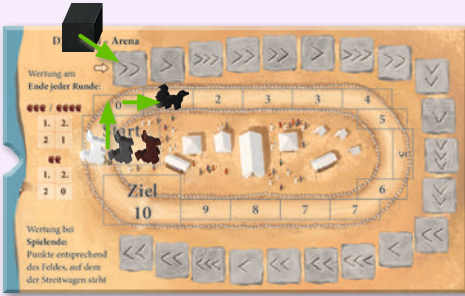 Arena
Wertung am
Ende jeder Runde:
1. 2.
2 1
1. 2.
2 0
0 2 3 3 4
5
5
6
7 7 8 9
Ziel
10
Wertung bei
Spielende:
Punkte entsprechend
des Feldes, auf dem
der Streitwagen steht